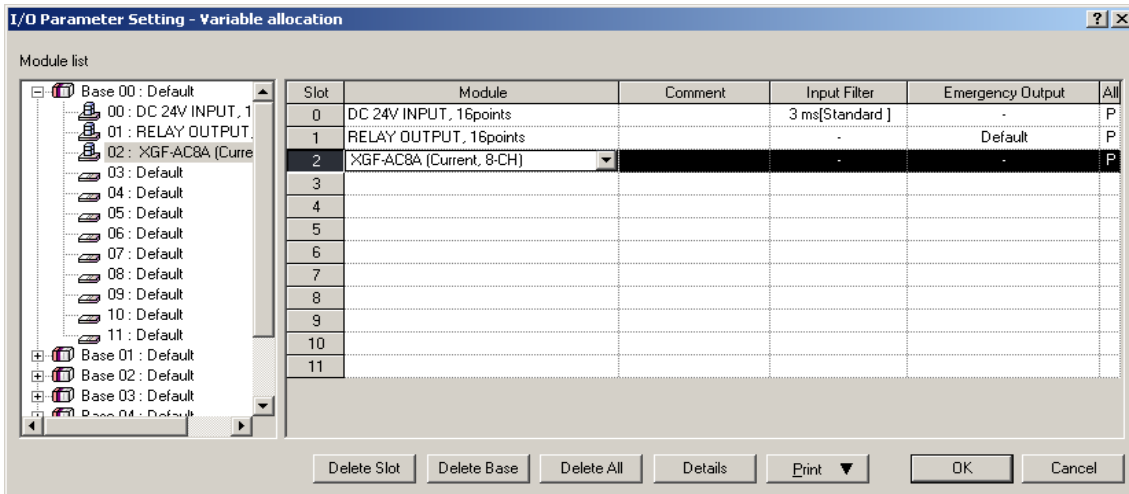 I/O Parameter Setting - Variable allocation
Module list
Base 00 : Default
00 : DC 24V INPUT, 1
01 : RELAY OUTPUT,
02 : XGF-AC8A (Curre
03 : Default
04 : Default
05 : Default
06 : Default
07 : Default
08 : Default
09 : Default
10 : Default
11 : Default
Base 01 : Default
Base 02 : Default
Base 03 : Default
Base 04 : Default
Slot Module Comment Input Filter Emergency Output All
0 DC 24V INPUT, 16points 3 ms[Standard ] - P
1 RELAY OUTPUT, 16points - Default P
2 XGF-AC8A (Current, 8-CH) - - P
3
4
5
6
7
8
9
10
11
Delete Slot Delete Base Delete All Details Print ▼ OK Cancel